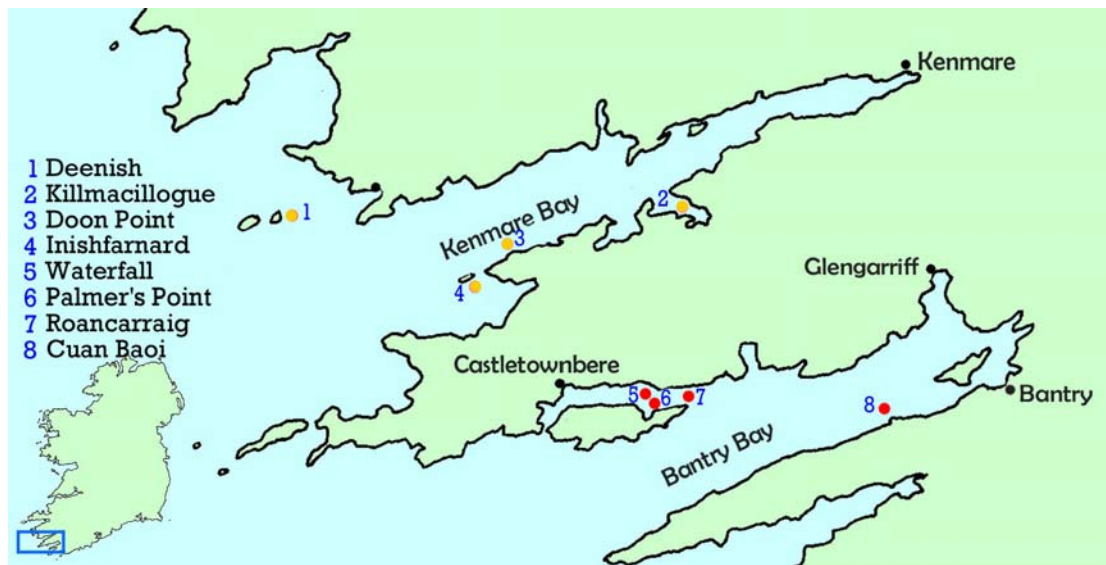 Kenmare
1 Deenish
2 Killmacillogue
3 Doon Point
4 Inishfarnard
5 Waterfall
6 Palmer's Point
7 Roancarraig
8 Cuan Baoi
1
2
Kenmare Bay
3
4
Glengarriff
Castletownbere
5
6
7
8
Bantry
Bantry Bay